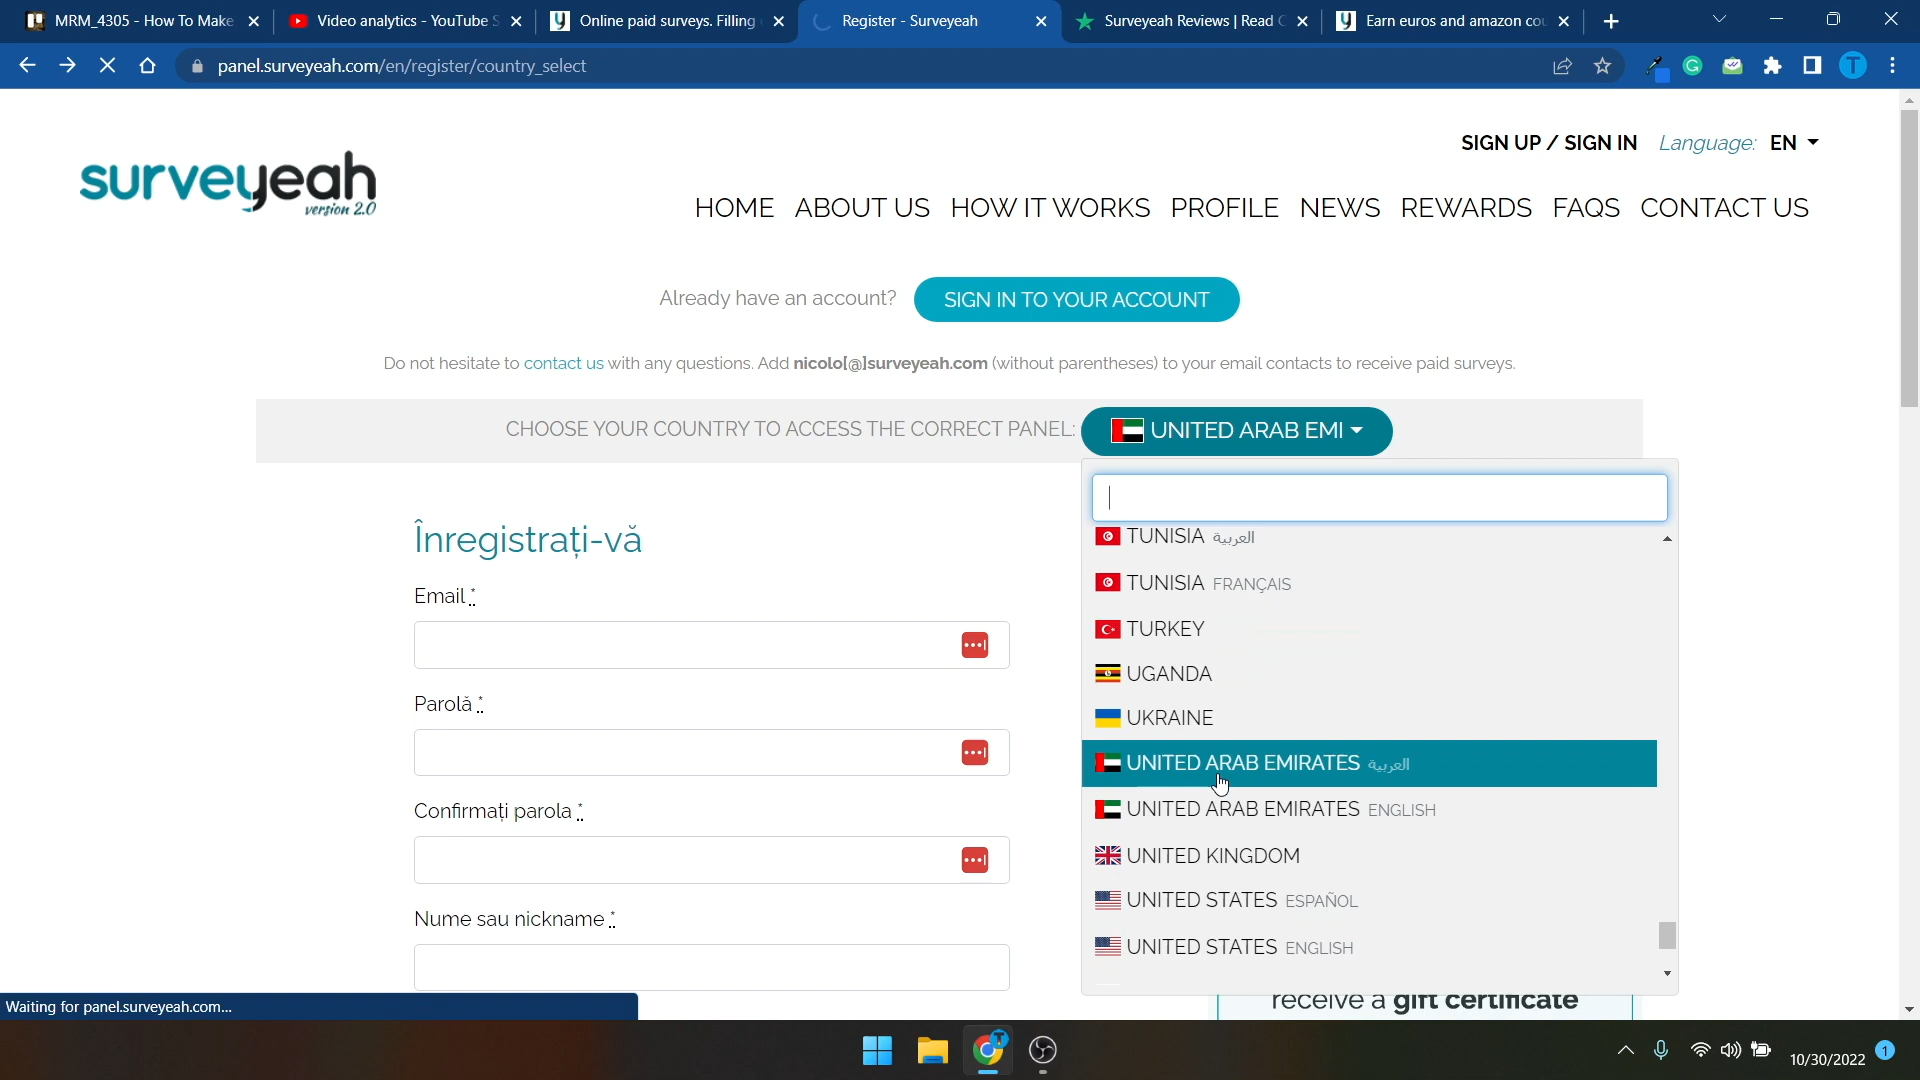 MRM_4305 - How To Make
Video analytics - YouTube S
Online paid surveys. Filling
Register - Surveyeah
Surveyeah Reviews | Read C
Earn euros and amazon cou
panel.surveyeah.com/en/register/country_select
SIGN UP / SIGN IN Language: EN
surveyeah
version 2.0
HOME ABOUT US HOW IT WORKS PROFILE NEWS REWARDS FAQS CONTACT US
Already have an account? SIGN IN TO YOUR ACCOUNT
Do not hesitate to contact us with any questions. Add nicolo[@]surveyeah.com (without parentheses) to your email contacts to receive paid surveys.
CHOOSE YOUR COUNTRY TO ACCESS THE CORRECT PANEL: UNITED ARAB EMI
Înregistrați-vă
Email *
Parolă *
Confirmați parola *
Nume sau nickname *
TUNISIA العربية
TUNISIA FRANÇAIS
TURKEY
UGANDA
UKRAINE
UNITED ARAB EMIRATES العربية
UNITED ARAB EMIRATES ENGLISH
UNITED KINGDOM
UNITED STATES ESPAÑOL
UNITED STATES ENGLISH
receive a gift certificate
Waiting for panel.surveyeah.com...
10/30/2022 1